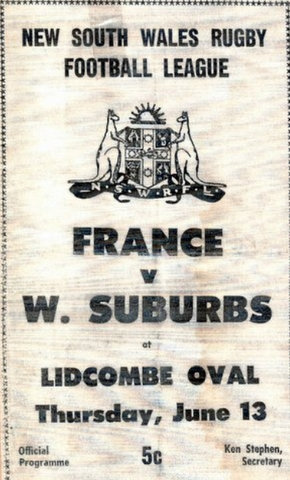 NEW SOUTH WALES RUGBY
FOOTBALL LEAGUE
N.S.W.R.F.L.
FRANCE
v
W. SUBURBS
at
LIDCOMBE OVAL
Thursday, June 13
Official
Programme
5c
Ken Stephen,
Secretary